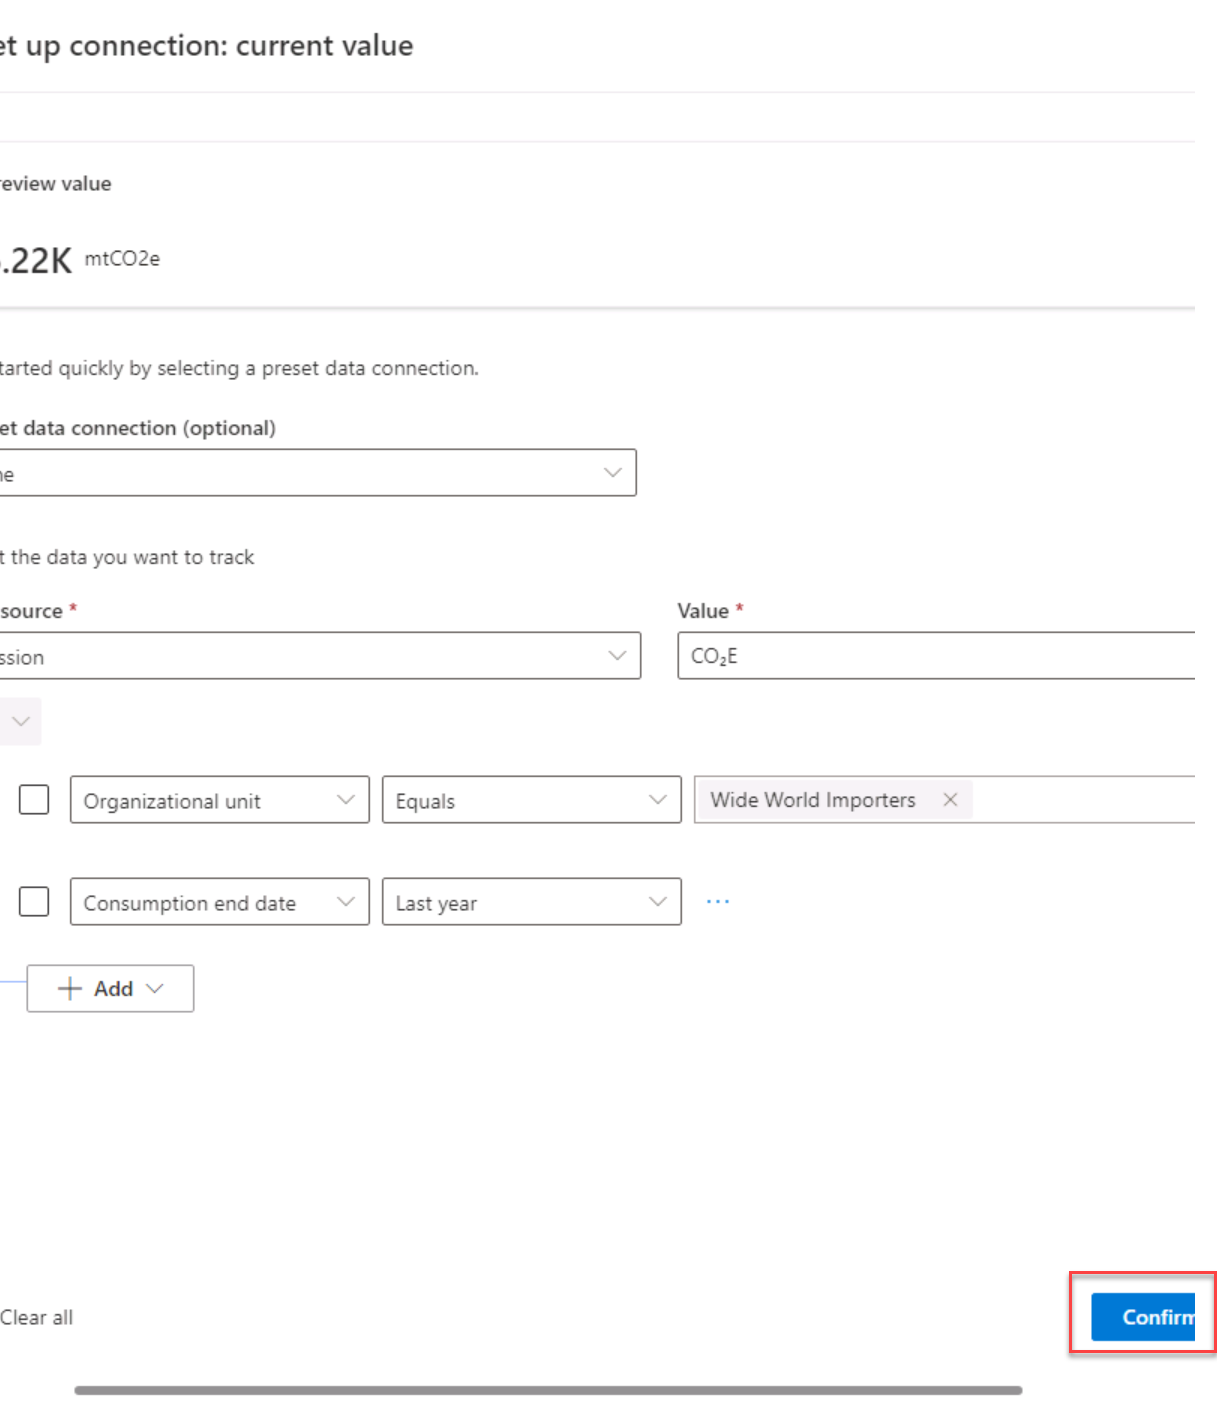 et up connection: current value
review value
.22K mtCO2e
tarted quickly by selecting a preset data connection.
et data connection (optional)
ne
t the data you want to track
source * Value *
ssion CO₂E
Organizational unit Equals Wide World Importers
Consumption end date Last year ...
Add
Clear all Confirm